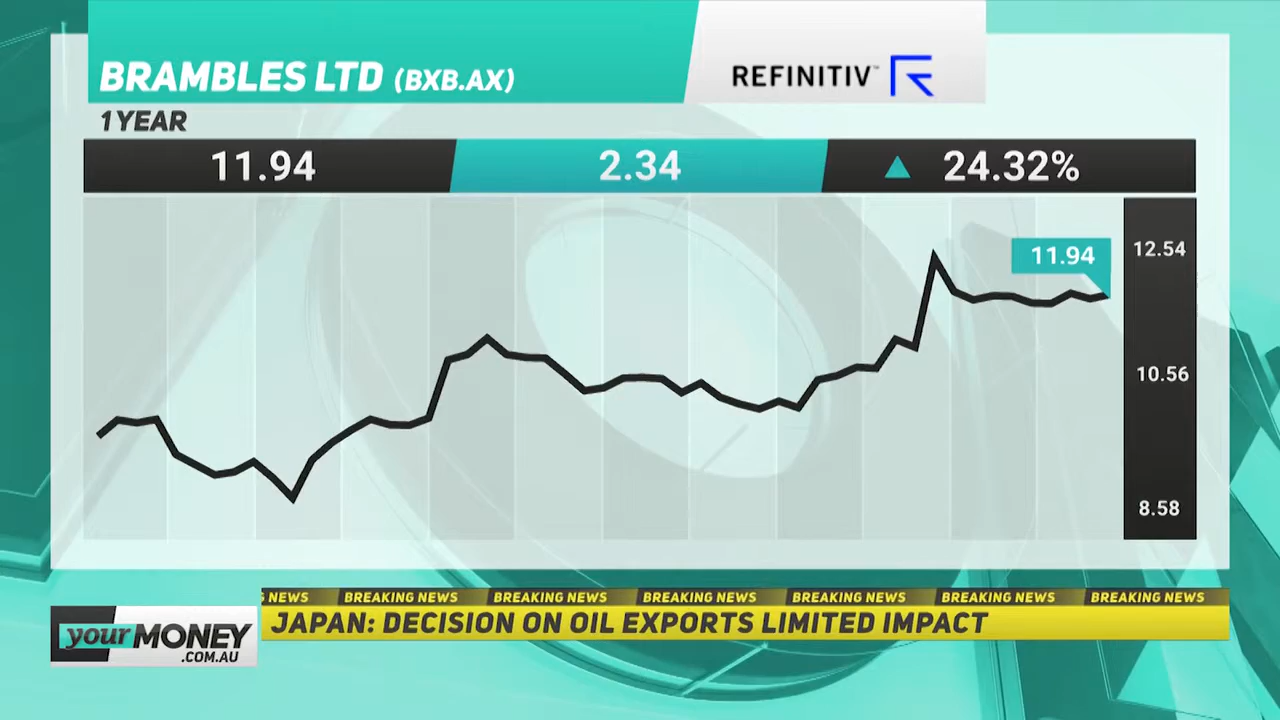 BRAMBLES LTD (BXB.AX)
REFINITIV™
1 YEAR
11.94 2.34 ▲ 24.32%
11.94
12.54
10.56
8.58
S NEWS BREAKING NEWS BREAKING NEWS BREAKING NEWS BREAKING NEWS BREAKING NEWS BREAKING NEWS
JAPAN: DECISION ON OIL EXPORTS LIMITED IMPACT
yourMONEY
.COM.AU